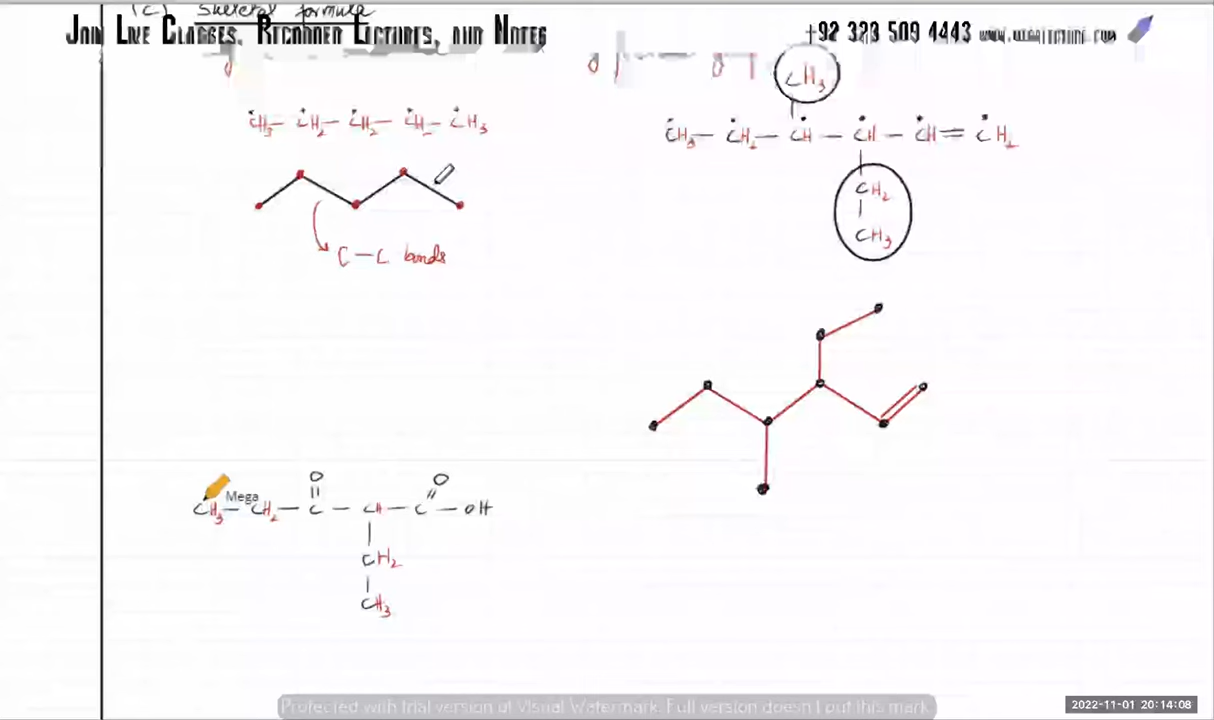 (C) Skeletal formula
Join Live Classes, Recorded Lectures, and Notes
+92 323 509 4443
CH3
CH3 — CH2 — CH2 — CH2 — CH3
CH3 — CH2 — CH — CH — CH = CH2
CH2
CH3
C — C bonds
O
O
Mega
CH3 — CH2 — C — CH — C — OH
CH2
CH3
Protected with trial version of Visual Watermark. Full version doesn't put this mark.
2022-11-01 20:14:08